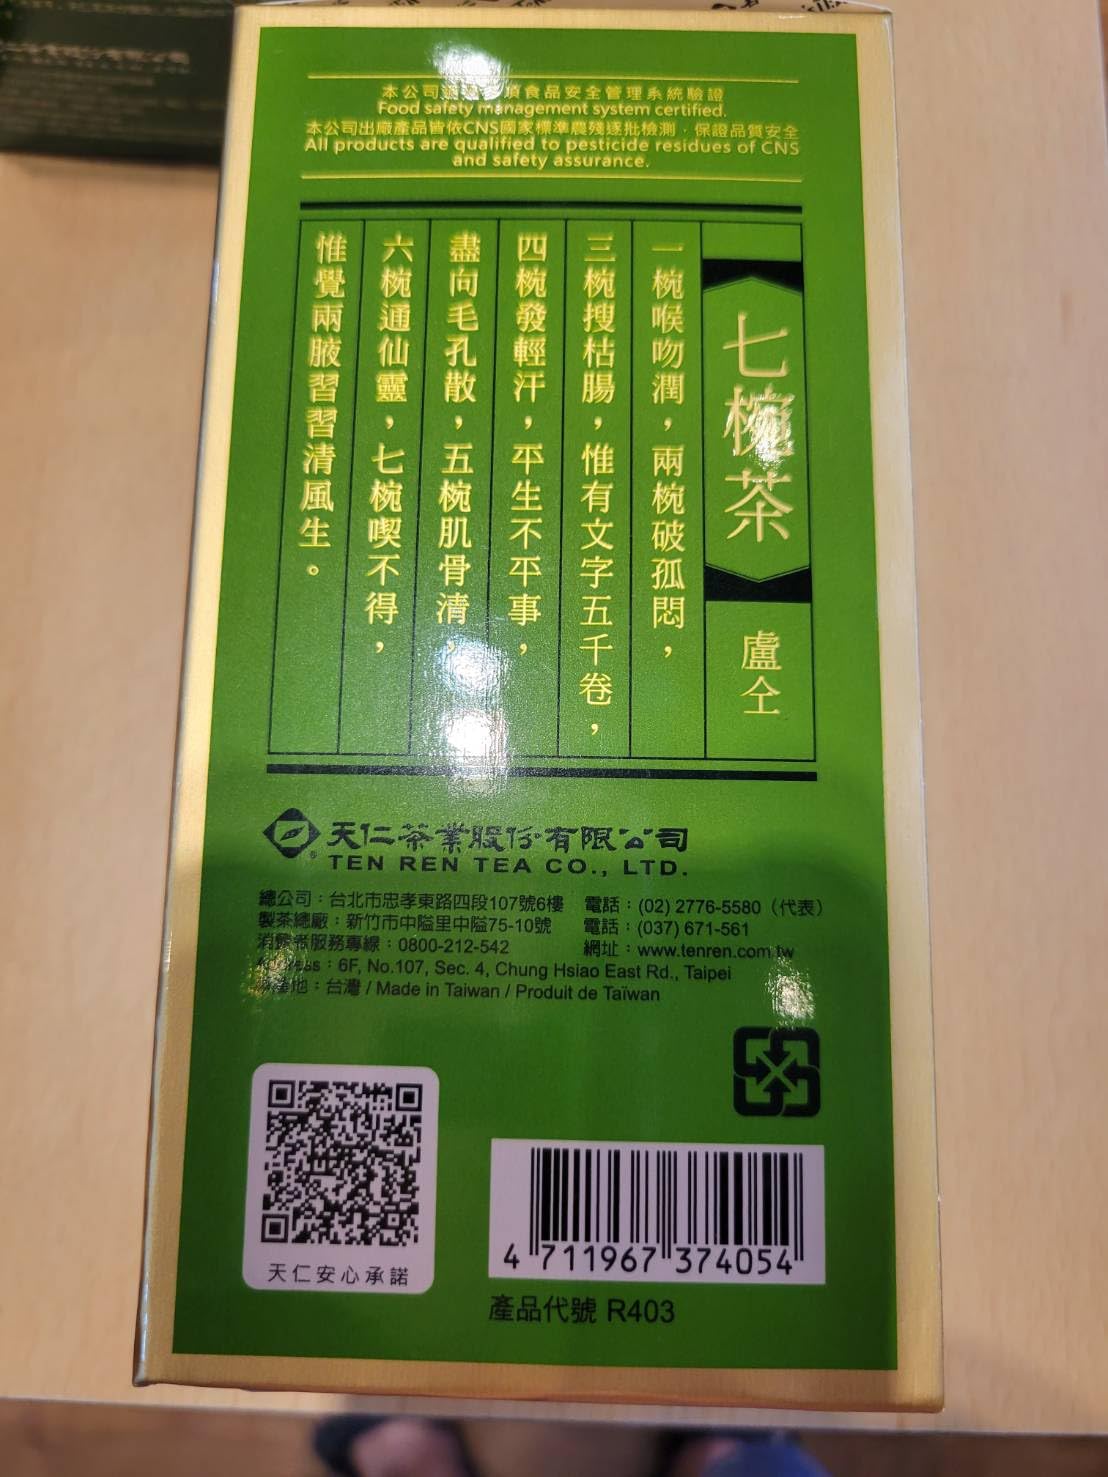 本公司 項食品安全管理系統驗證
Food safety management system certified.
本公司出廠產品皆依CNS國家標準農殘逐批檢測,保證品質安全
All products are qualified to pesticide residues of CNS
and safety assurance.
七椀茶 盧仝
一椀喉吻潤,兩椀破孤悶,
三椀搜枯腸,惟有文字五千卷,
四椀發輕汗,平生不平事,
盡向毛孔散,五椀肌骨清,
六椀通仙靈,七椀喫不得,
惟覺兩腋習習清風生。
天仁茶業股份有限公司
TEN REN TEA CO., LTD.
總公司:台北市忠孝東路四段107號6樓 電話:(02) 2776-5580(代表)
製茶總廠:新竹市中隘里中隘75-10號 電話:(037) 671-561
消費者服務專線:0800-212-542 網址:www.tenren.com.tw
Address:6F, No.107, Sec. 4, Chung Hsiao East Rd., Taipei
原產地:台灣 / Made in Taiwan / Produit de Taïwan
天仁安心承諾
4 711967 374054
產品代號 R403